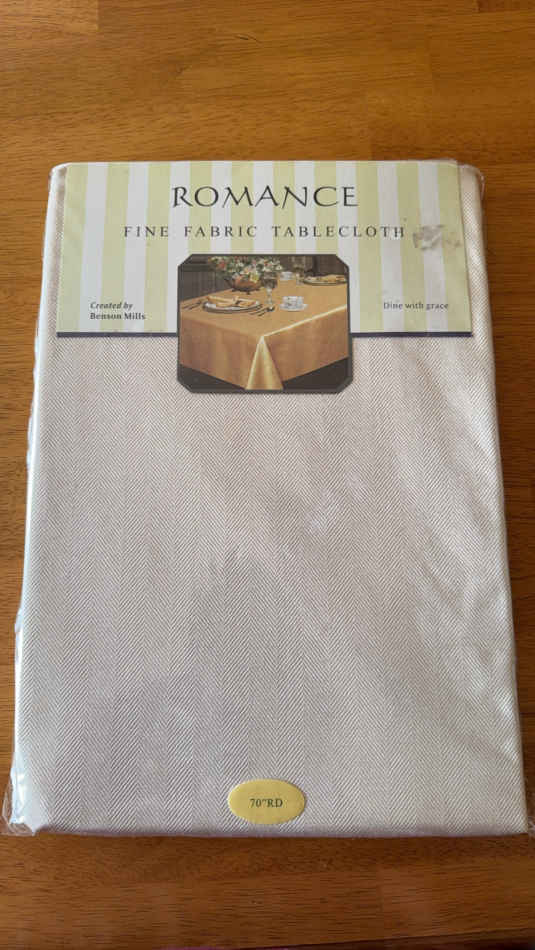 ROMANCE
FINE FABRIC TABLECLOTH
Created by
Benson Mills
Dine with grace
70"RD